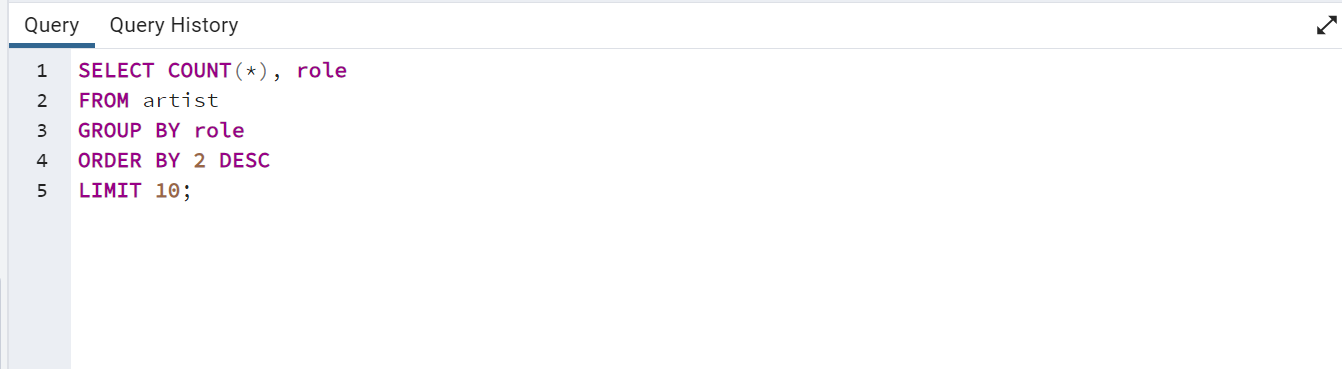 Query Query History
1 SELECT COUNT(*), role
2 FROM artist
3 GROUP BY role
4 ORDER BY 2 DESC
5 LIMIT 10;